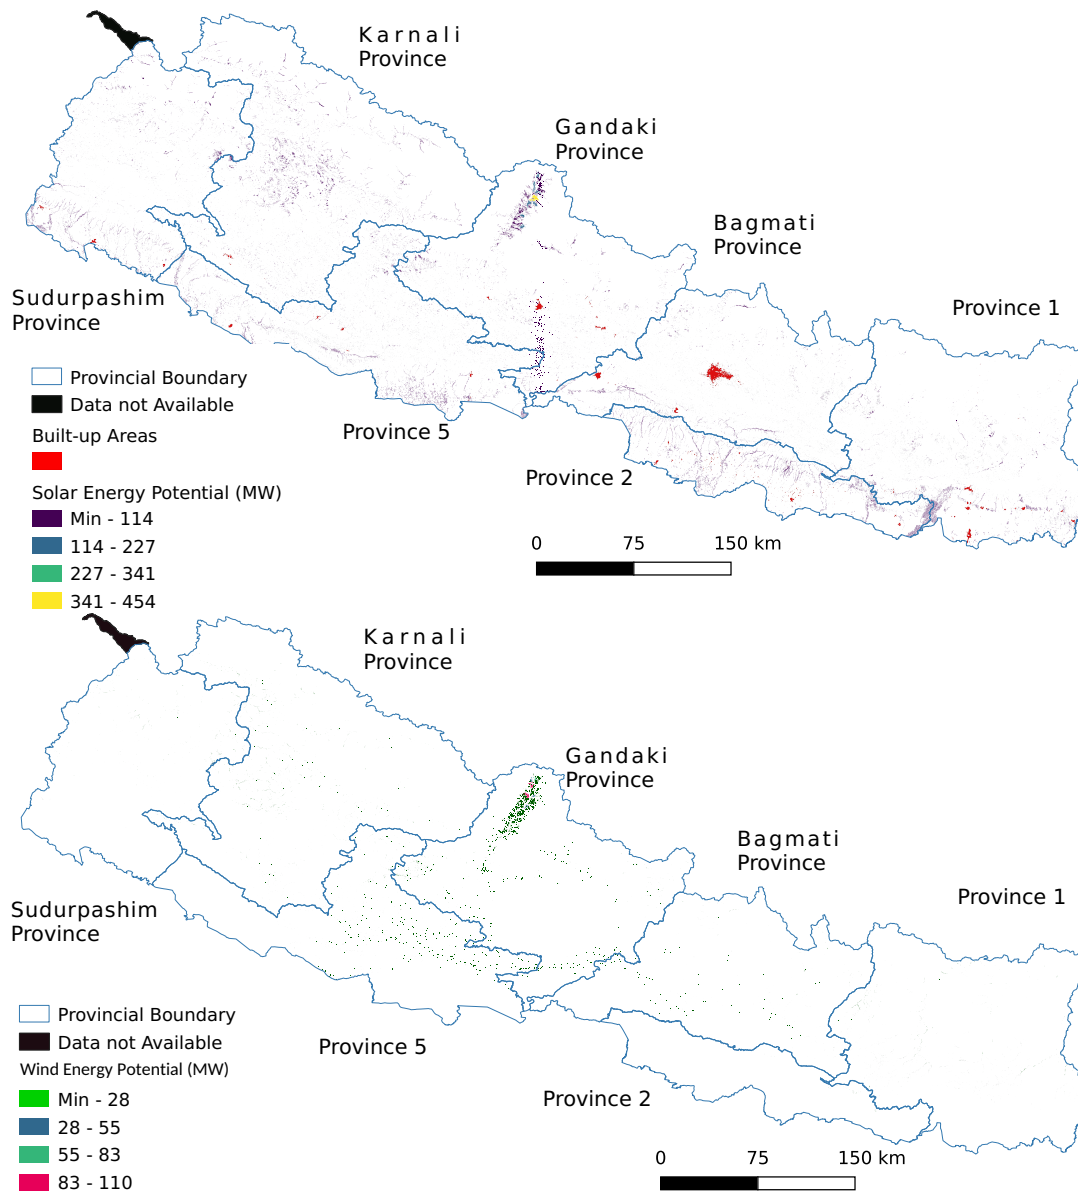 Karnali
Province
Gandaki
Province
Bagmati
Province
Sudurpashim
Province
Province 1
Provincial Boundary
Data not Available
Built-up Areas
Province 5
Province 2
Solar Energy Potential (MW)
Min - 114
114 - 227
227 - 341
341 - 454
0 75 150 km
Karnali
Province
Gandaki
Province
Bagmati
Province
Sudurpashim
Province
Province 1
Provincial Boundary
Data not Available
Province 5
Wind Energy Potential (MW)
Province 2
Min - 28
28 - 55
55 - 83
83 - 110
0 75 150 km